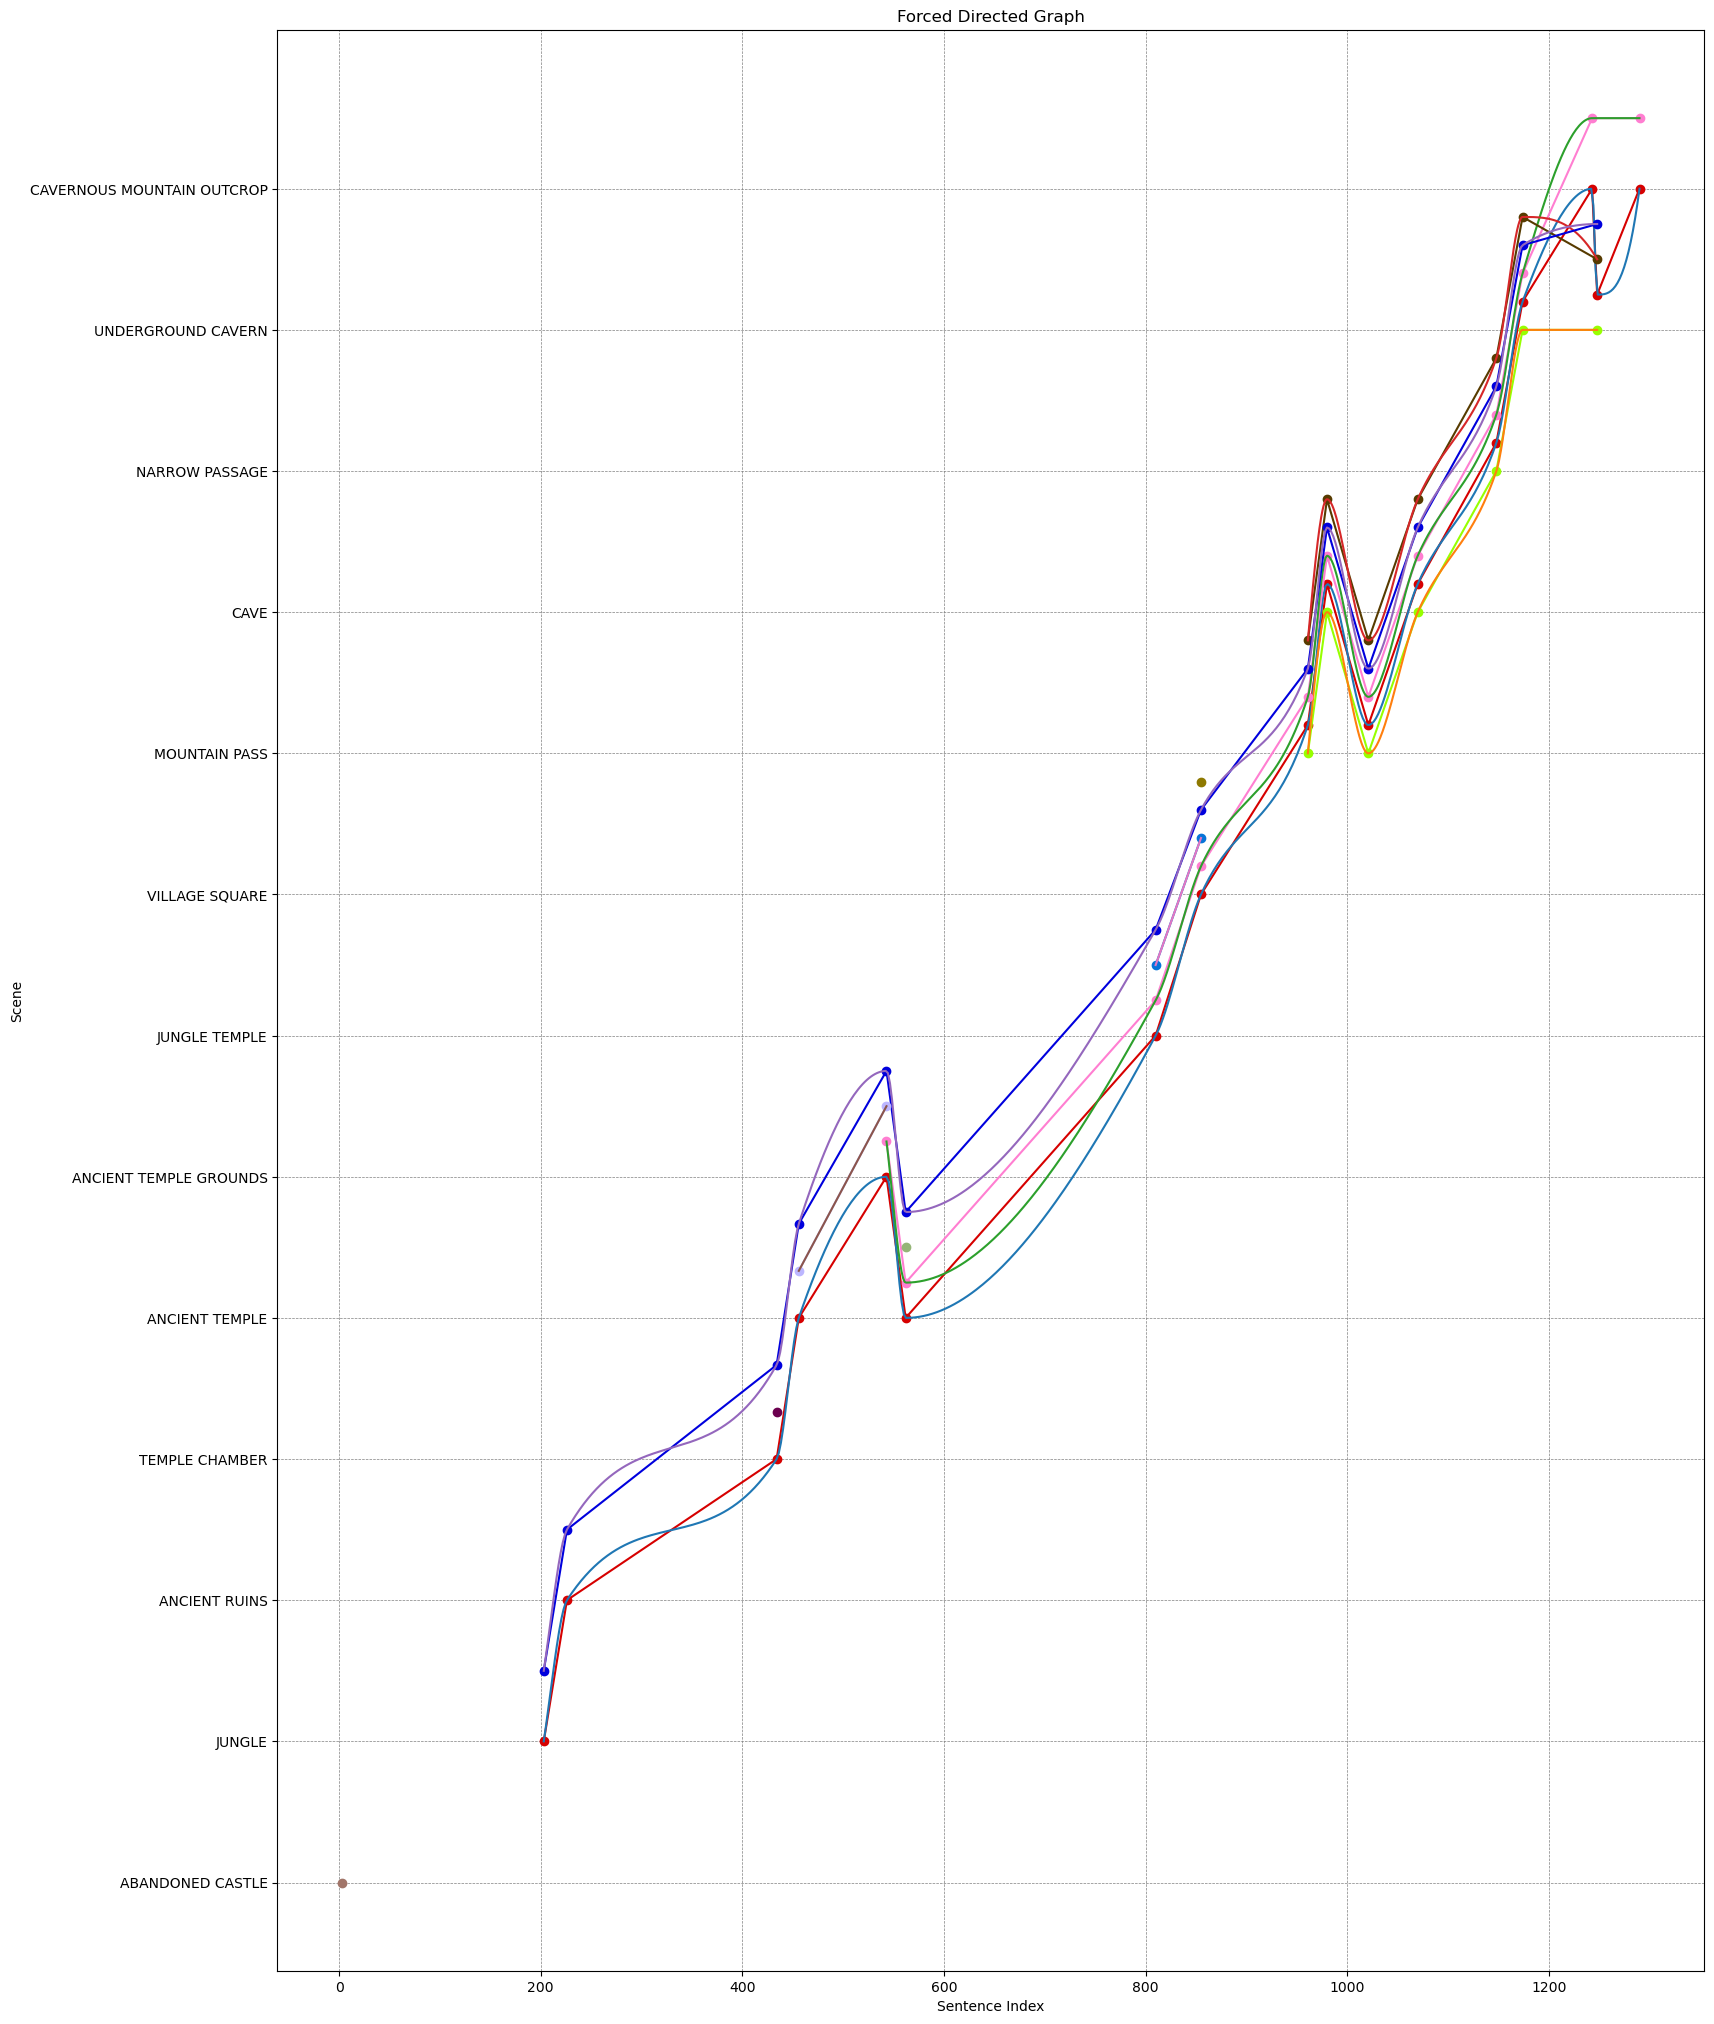 Forced Directed Graph
CAVERNOUS MOUNTAIN OUTCROP
UNDERGROUND CAVERN
NARROW PASSAGE
CAVE
MOUNTAIN PASS
VILLAGE SQUARE
JUNGLE TEMPLE
ANCIENT TEMPLE GROUNDS
ANCIENT TEMPLE
TEMPLE CHAMBER
ANCIENT RUINS
JUNGLE
ABANDONED CASTLE
Scene
0 200 400 600 800 1000 1200
Sentence Index